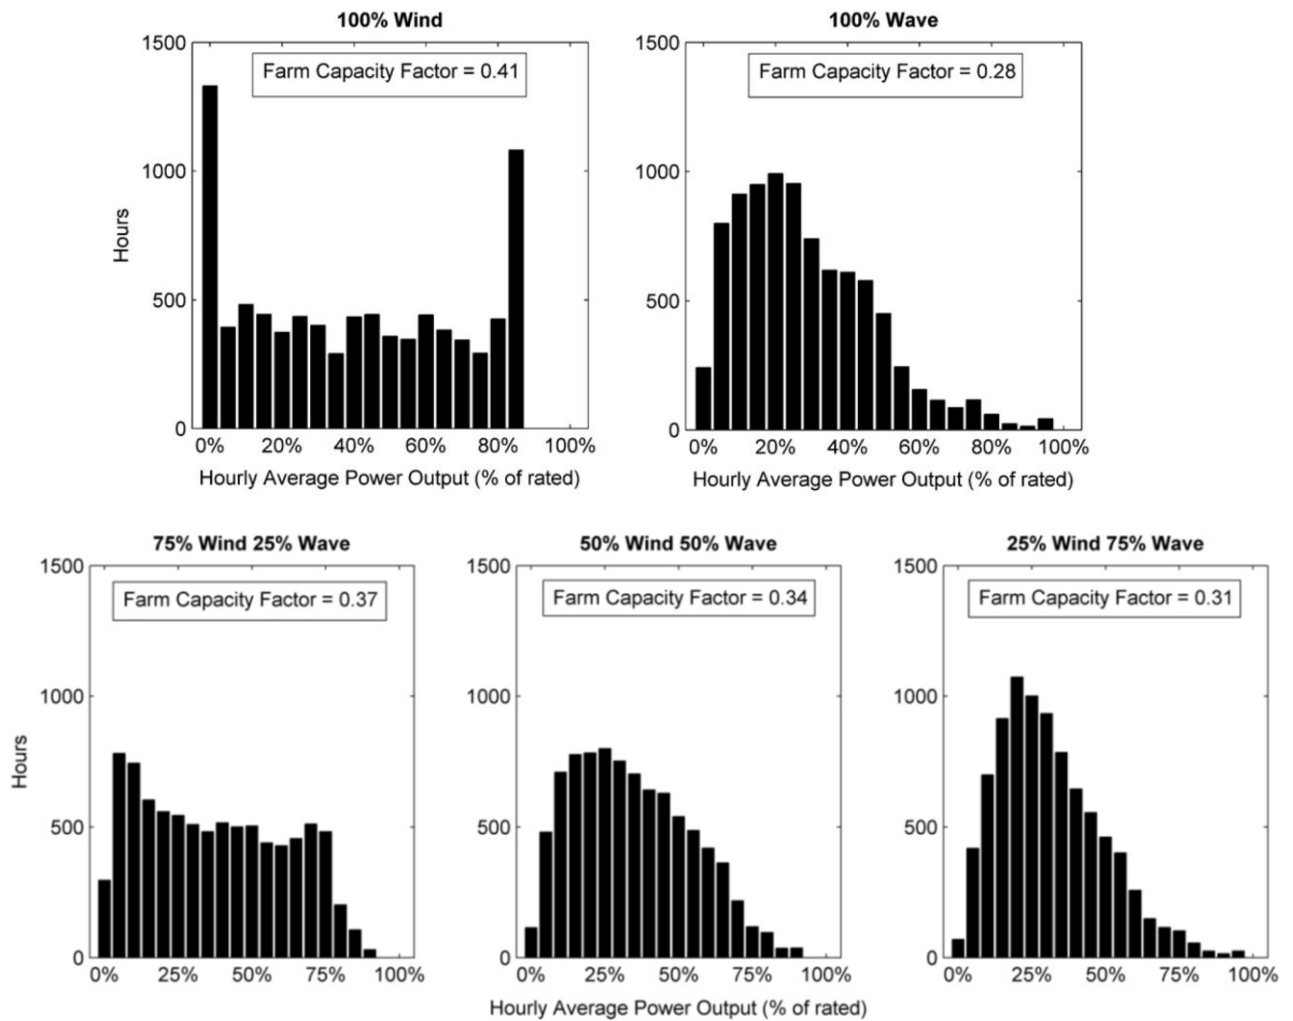 100% Wind
1500
1000
500
0
Hours
Farm Capacity Factor = 0.41
0% 20% 40% 60% 80% 100%
Hourly Average Power Output (% of rated)
100% Wave
1500
1000
500
0
Farm Capacity Factor = 0.28
0% 20% 40% 60% 80% 100%
Hourly Average Power Output (% of rated)
75% Wind 25% Wave
1500
1000
500
0
Hours
Farm Capacity Factor = 0.37
0% 25% 50% 75% 100%
50% Wind 50% Wave
1500
1000
500
0
Farm Capacity Factor = 0.34
0% 25% 50% 75% 100%
25% Wind 75% Wave
1500
1000
500
0
Farm Capacity Factor = 0.31
0% 25% 50% 75% 100%
Hourly Average Power Output (% of rated)